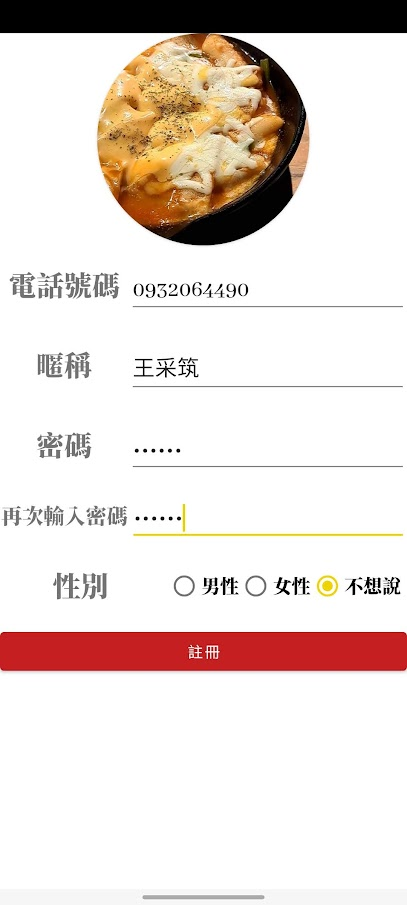 電話號碼 0932064490
暱稱 王采筑
密碼 ••••••
再次輸入密碼 ••••••
性別 男性 女性 不想說
註冊